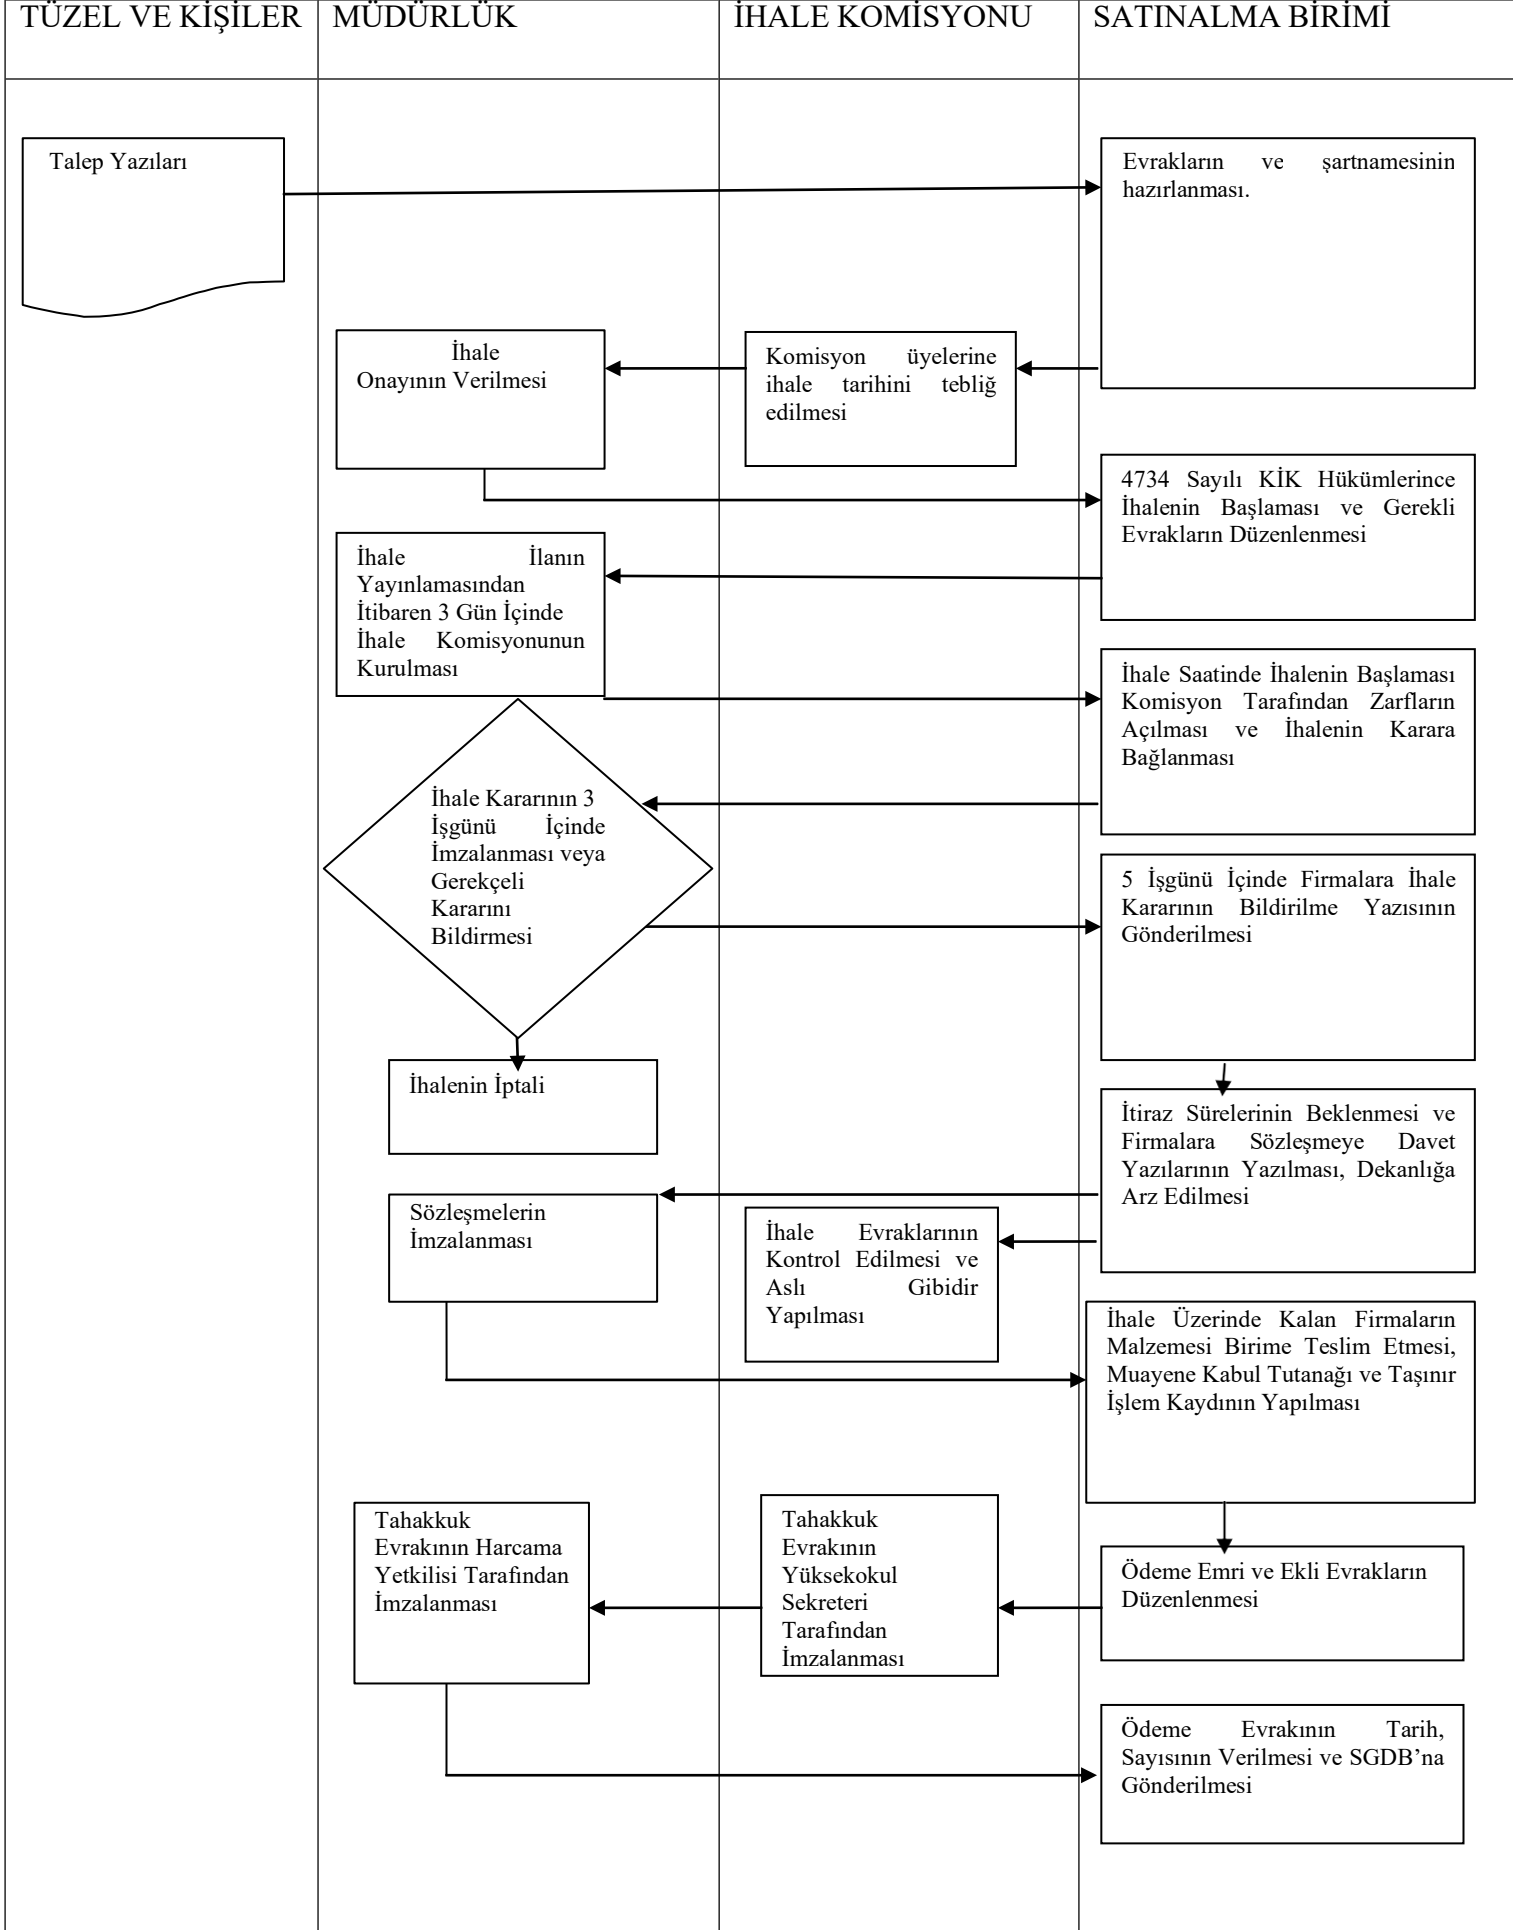 TÜZEL VE KİŞİLER
MÜDÜRLÜK
İHALE KOMİSYONU
SATINALMA BİRİMİ
Talep Yazıları
Evrakların ve şartnamesinin
hazırlanması.
Komisyon üyelerine
ihale tarihini tebliğ
edilmesi
İhale
Onayının Verilmesi
4734 Sayılı KİK Hükümlerince
İhalenin Başlaması ve Gerekli
Evrakların Düzenlenmesi
İhale İlanın
Yayınlamasından
İtibaren 3 Gün İçinde
İhale Komisyonunun
Kurulması
İhale Saatinde İhalenin Başlaması
Komisyon Tarafından Zarfların
Açılması ve İhalenin Karara
Bağlanması
İhale Kararının 3
İşgünü İçinde
İmzalanması veya
Gerekçeli
Kararını
Bildirmesi
5 İşgünü İçinde Firmalara İhale
Kararının Bildirilme Yazısının
Gönderilmesi
İhalenin İptali
İtiraz Sürelerinin Beklenmesi ve
Firmalara Sözleşmeye Davet
Yazılarının Yazılması, Dekanlığa
Arz Edilmesi
Sözleşmelerin
İmzalanması
İhale Evraklarının
Kontrol Edilmesi ve
Aslı Gibidir
Yapılması
İhale Üzerinde Kalan Firmaların
Malzemesi Birime Teslim Etmesi,
Muayene Kabul Tutanağı ve Taşınır
İşlem Kaydının Yapılması
Ödeme Emri ve Ekli Evrakların
Düzenlenmesi
Tahakkuk
Evrakının
Yüksekokul
Sekreteri
Tarafından
İmzalanması
Tahakkuk
Evrakının Harcama
Yetkilisi Tarafından
İmzalanması
Ödeme Evrakının Tarih,
Sayısının Verilmesi ve SGDB’na
Gönderilmesi